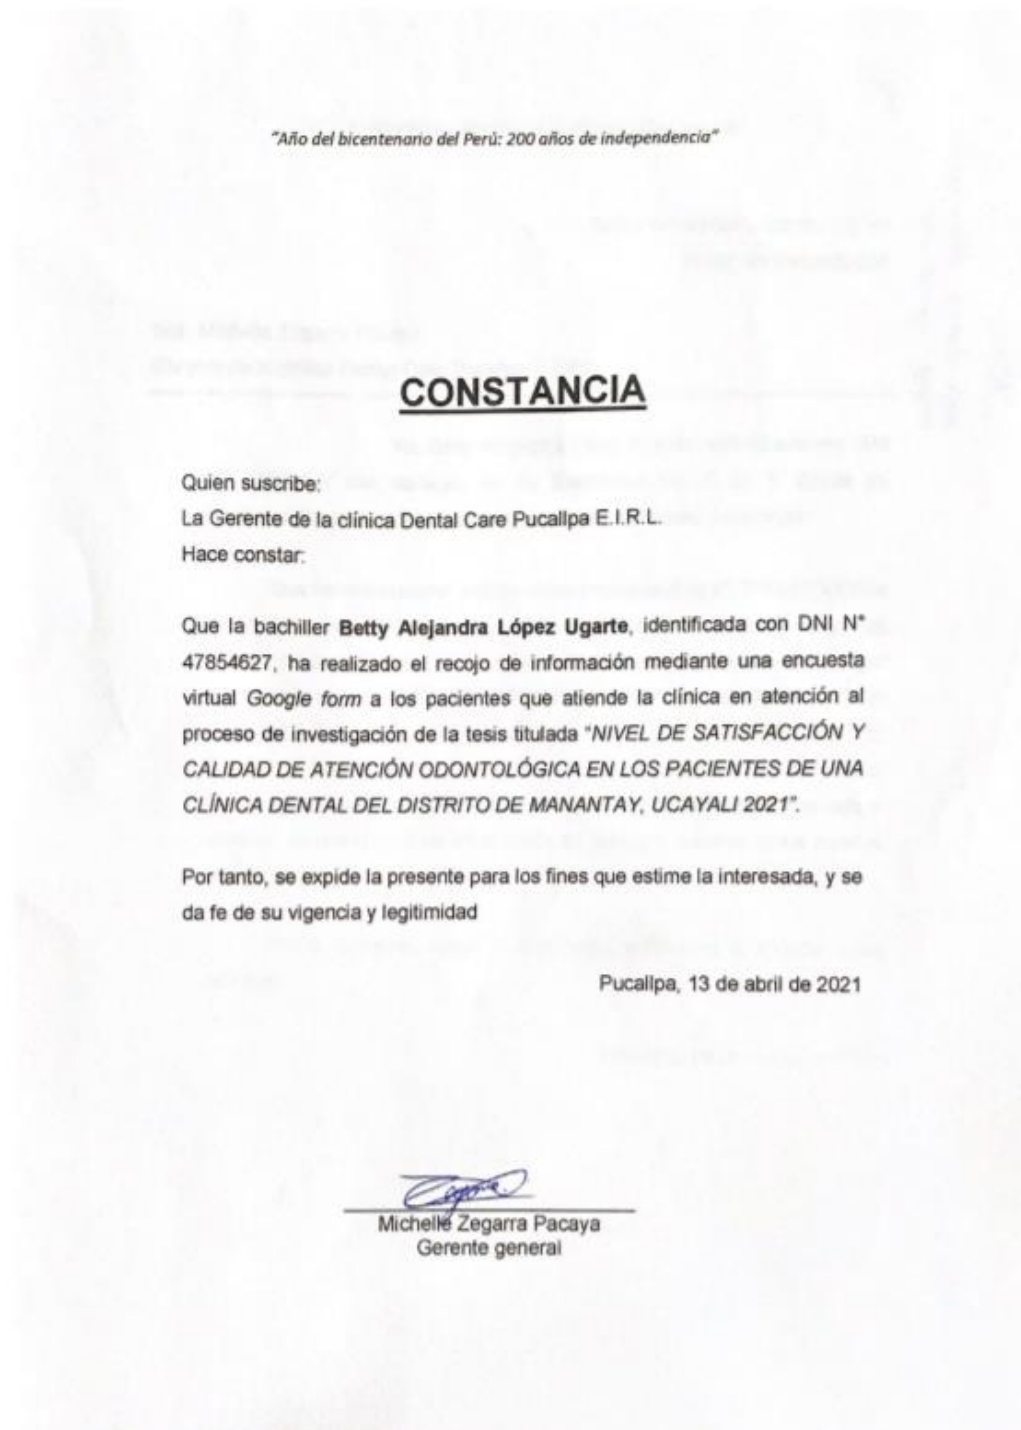 "Año del bicentenario del Perú: 200 años de independencia"
CONSTANCIA
Quien suscribe:
La Gerente de la clínica Dental Care Pucallpa E.I.R.L.
Hace constar:
Que la bachiller Betty Alejandra López Ugarte, identificada con DNI N°
47854627, ha realizado el recojo de información mediante una encuesta
virtual Google form a los pacientes que atiende la clínica en atención al
proceso de investigación de la tesis titulada "NIVEL DE SATISFACCIÓN Y
CALIDAD DE ATENCIÓN ODONTOLÓGICA EN LOS PACIENTES DE UNA
CLÍNICA DENTAL DEL DISTRITO DE MANANTAY, UCAYALI 2021".
Por tanto, se expide la presente para los fines que estime la interesada, y se
da fe de su vigencia y legitimidad
Pucallpa, 13 de abril de 2021
Michelle Zegarra Pacaya
Gerente general